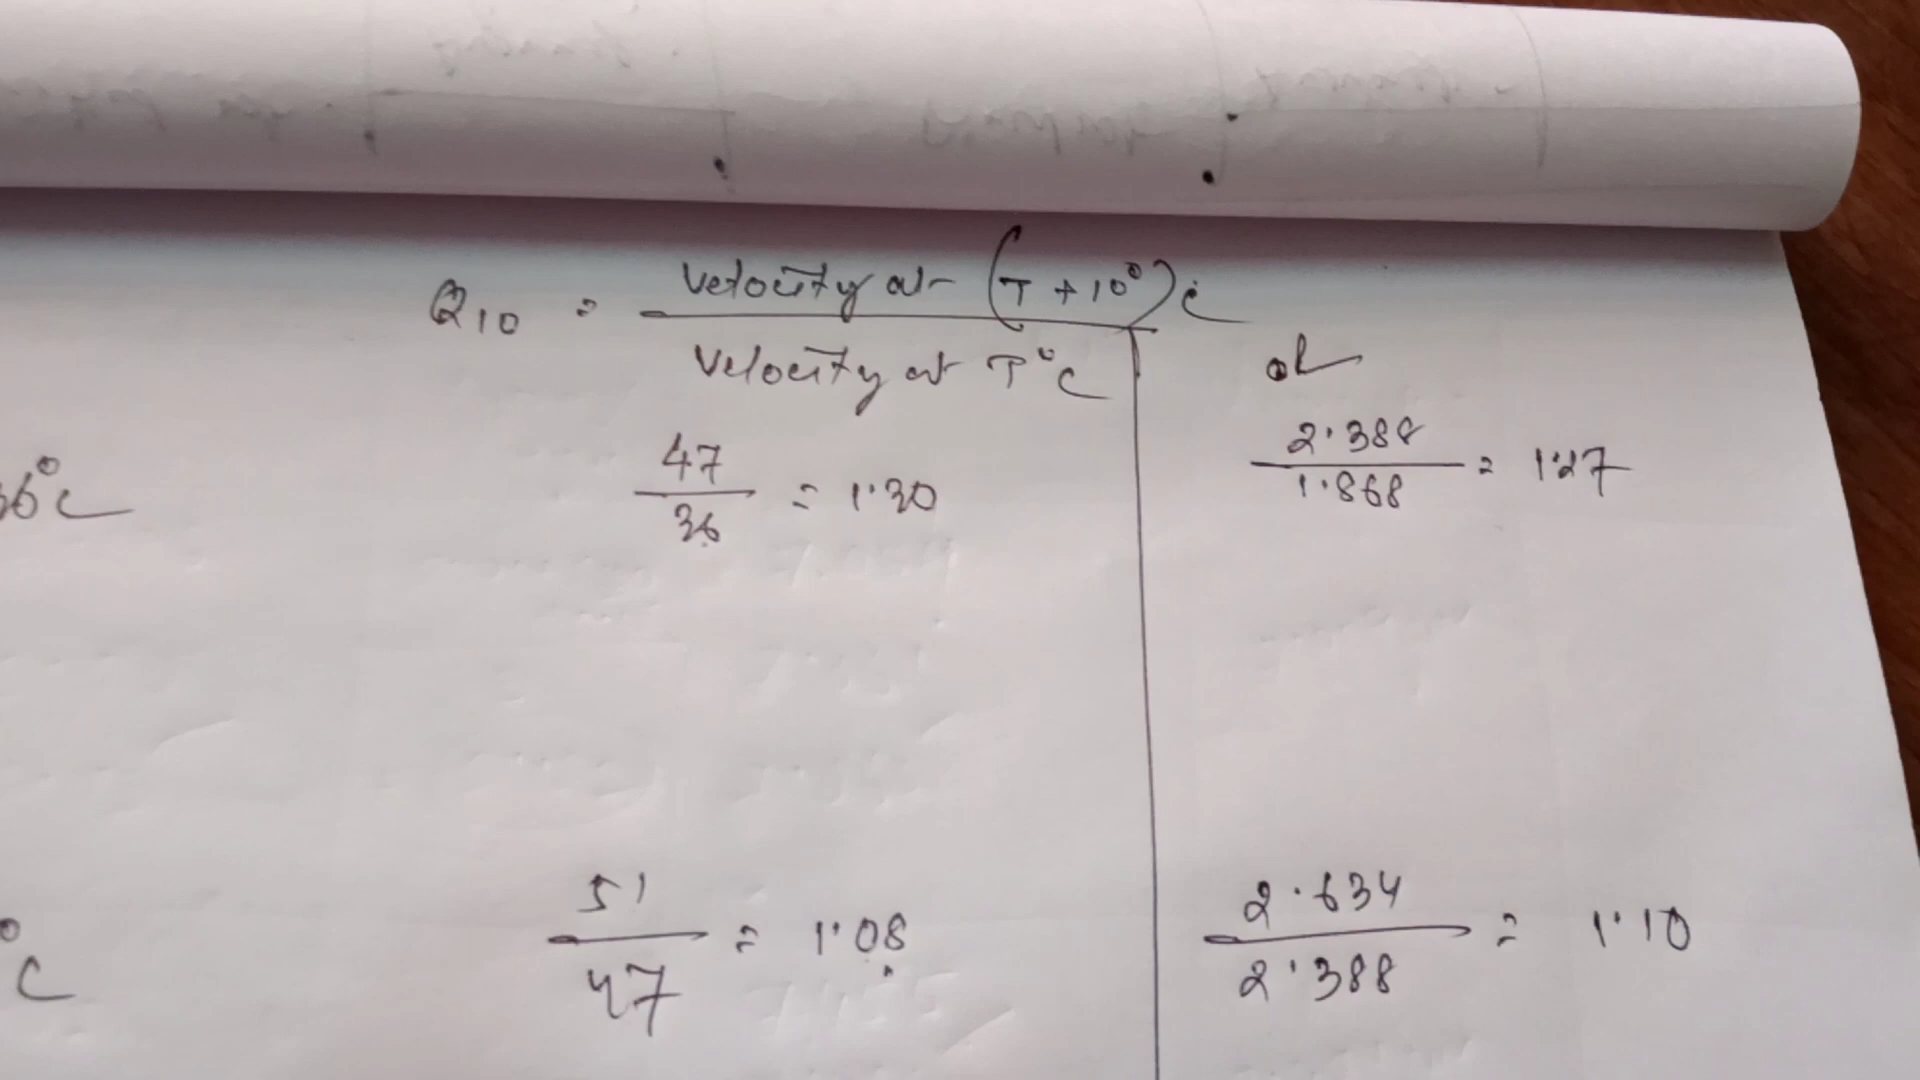 Q10 = velocity at (T + 10°) c
velocity at T°C
or
47
36
= 1.30
2.388
1.868
= 1.27
6°C
51
47
= 1.08
2.634
2.388
= 1.10
°C